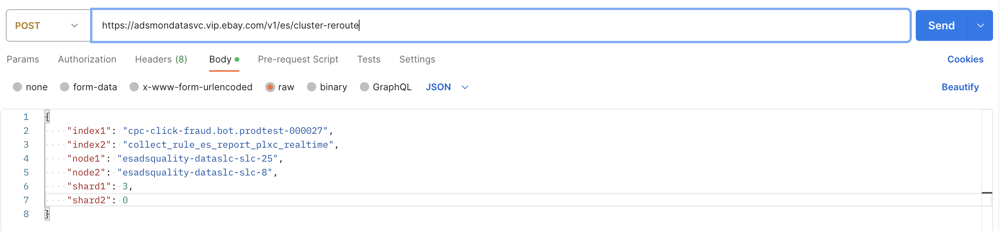 POST https://adsmondatasvc.vip.ebay.com/v1/es/cluster-reroute Send
Params Authorization Headers (8) Body Pre-request Script Tests Settings Cookies
none form-data x-www-form-urlencoded raw binary GraphQL JSON Beautify
1 {
2 "index1": "cpc-click-fraud.bot.prodtest-000027",
3 "index2": "collect_rule_es_report_plxc_realtime",
4 "node1": "esadsquality-dataslc-slc-25",
5 "node2": "esadsquality-dataslc-slc-8",
6 "shard1": 3,
7 "shard2": 0
8 }